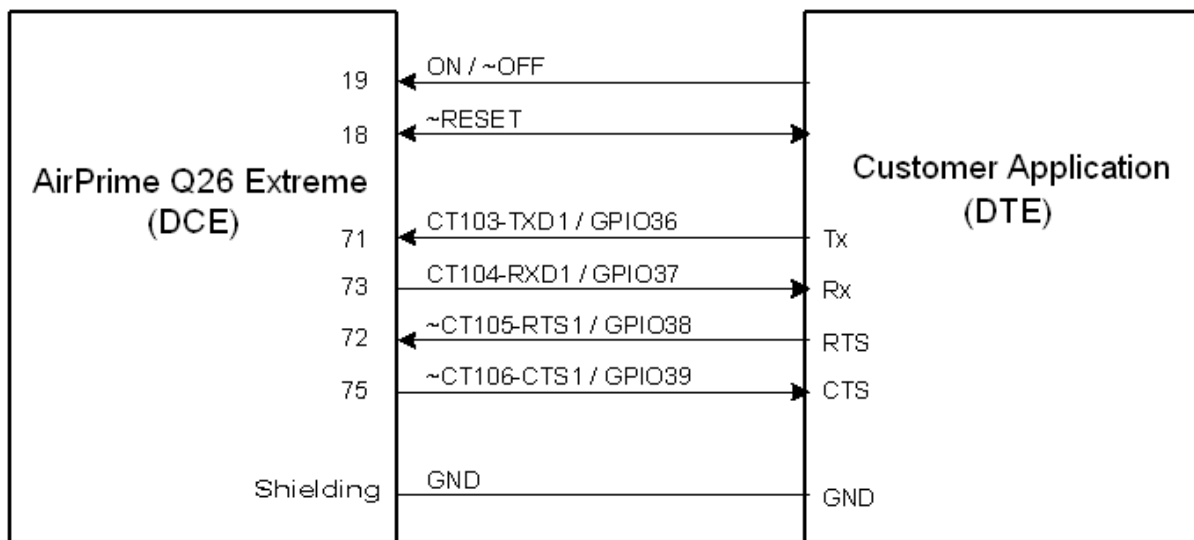 19 ON / ~OFF
18 ~RESET
AirPrime Q26 Extreme
(DCE)
Customer Application
(DTE)
71 CT103-TXD1 / GPIO36 Tx
73 CT104-RXD1 / GPIO37 Rx
72 ~CT105-RTS1 / GPIO38 RTS
75 ~CT106-CTS1 / GPIO39 CTS
Shielding GND GND